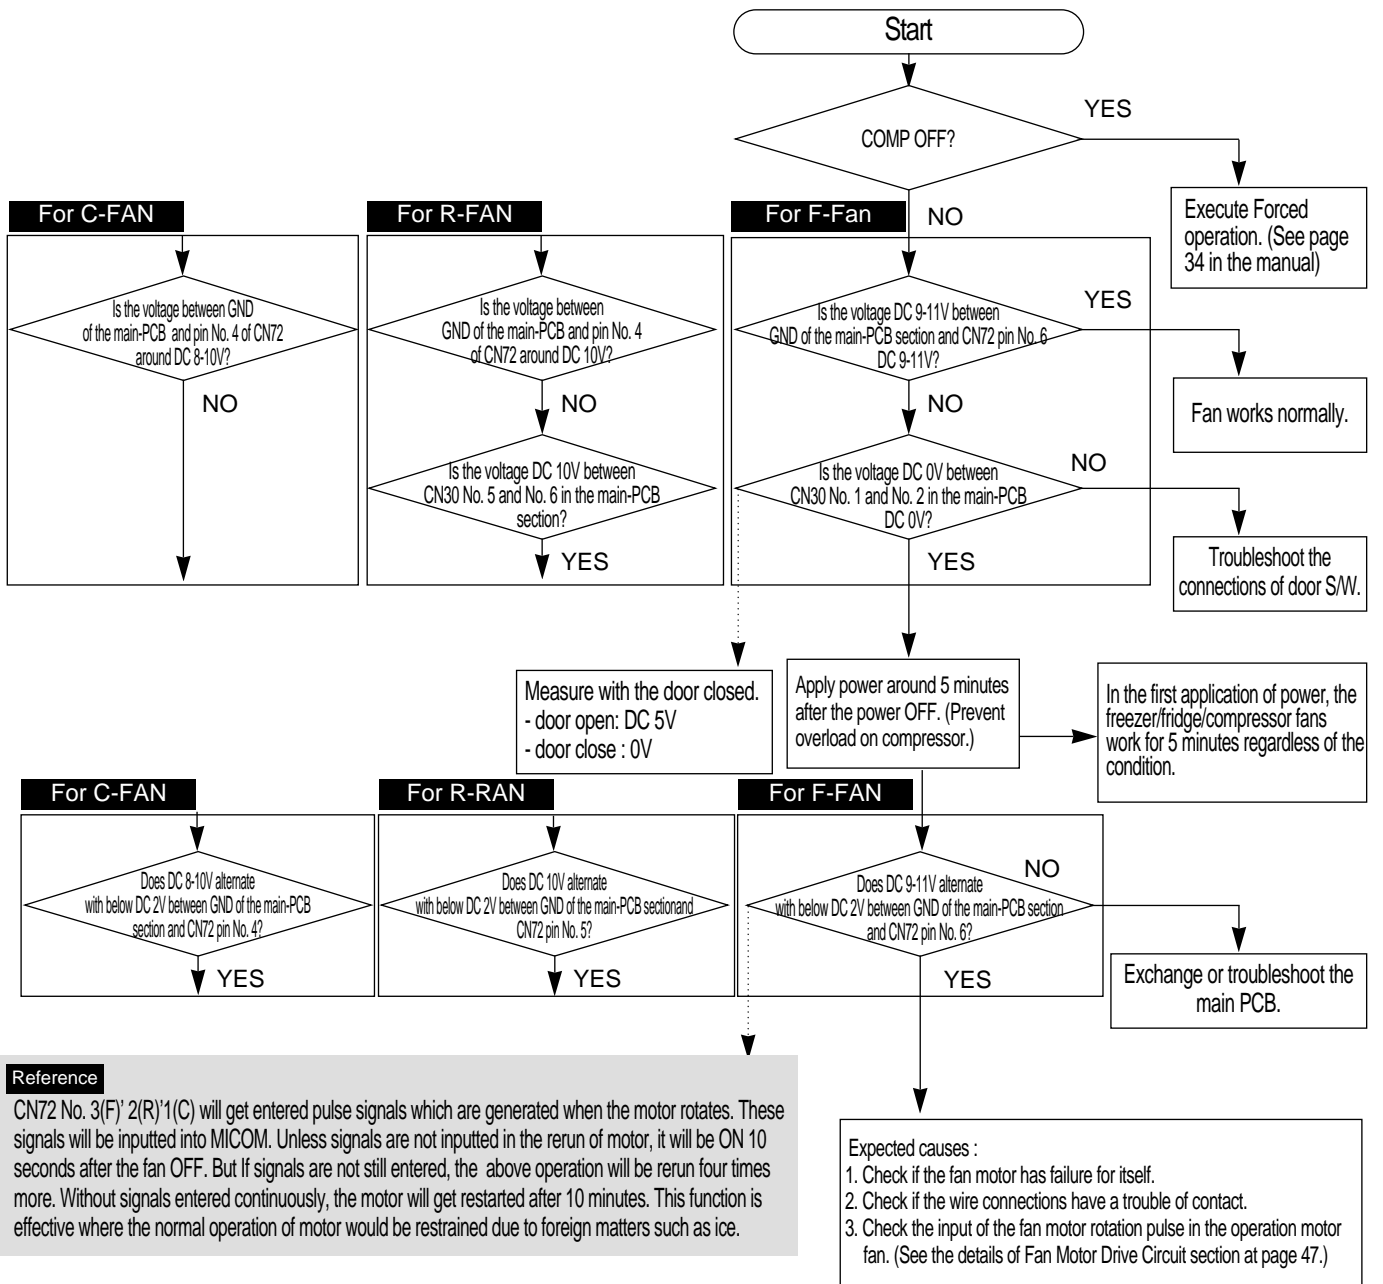 Start
COMP OFF?
YES
NO
Execute Forced
operation. (See page
34 in the manual)
For C-FAN
Is the voltage between GND
of the main-PCB and pin No. 4 of CN72
around DC 8-10V?
NO
For R-FAN
Is the voltage between
GND of the main-PCB and pin No. 4
of CN72 around DC 10V?
NO
Is the voltage DC 10V between
CN30 No. 5 and No. 6 in the main-PCB
section?
YES
For F-Fan
Is the voltage DC 9-11V between
GND of the main-PCB section and CN72 pin No. 6
DC 9-11V?
YES
Fan works normally.
NO
Is the voltage DC 0V between
CN30 No. 1 and No. 2 in the main-PCB
DC 0V?
NO
Troubleshoot the
connections of door S/W.
YES
Measure with the door closed.
- door open: DC 5V
- door close : 0V
Apply power around 5 minutes
after the power OFF. (Prevent
overload on compressor.)
In the first application of power, the
freezer/fridge/compressor fans
work for 5 minutes regardless of the
condition.
For C-FAN
Does DC 8-10V alternate
with below DC 2V between GND of the main-PCB
section and CN72 pin No. 4?
YES
For R-RAN
Does DC 10V alternate
with below DC 2V between GND of the main-PCB sectionand
CN72 pin No. 5?
YES
For F-FAN
Does DC 9-11V alternate
with below DC 2V between GND of the main-PCB section
and CN72 pin No. 6?
NO
Exchange or troubleshoot the
main PCB.
YES
Reference
CN72 No. 3(F)' 2(R)'1(C) will get entered pulse signals which are generated when the motor rotates. These
signals will be inputted into MICOM. Unless signals are not inputted in the rerun of motor, it will be ON 10
seconds after the fan OFF. But If signals are not still entered, the above operation will be rerun four times
more. Without signals entered continuously, the motor will get restarted after 10 minutes. This function is
effective where the normal operation of motor would be restrained due to foreign matters such as ice.
Expected causes :
1. Check if the fan motor has failure for itself.
2. Check if the wire connections have a trouble of contact.
3. Check the input of the fan motor rotation pulse in the operation motor
fan. (See the details of Fan Motor Drive Circuit section at page 47.)